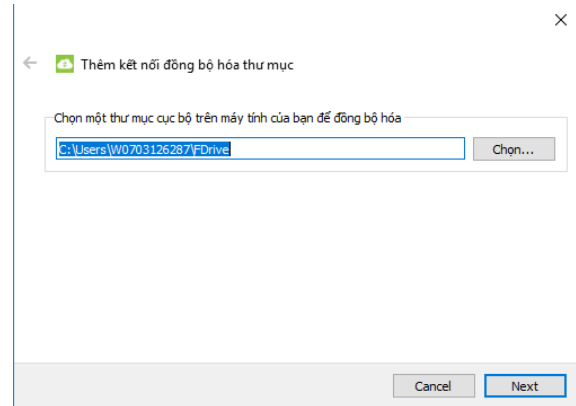 Thêm kết nối đồng bộ hóa thư mục
Chọn một thư mục cục bộ trên máy tính của bạn để đồng bộ hóa
C:\Users\W0703126287\FDrive
Chọn...
Cancel
Next